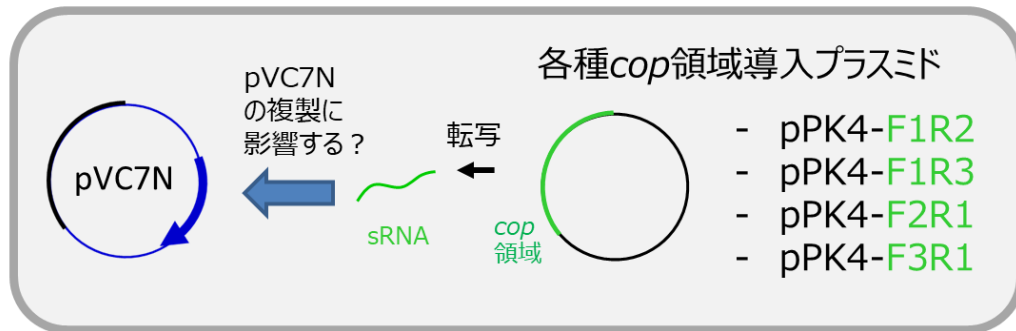 各種cop領域導入プラスミド
pVC7N
の複製に
影響する？
転写
pVC7N
sRNA
cop
領域
- pPK4-F1R2
- pPK4-F1R3
- pPK4-F2R1
- pPK4-F3R1